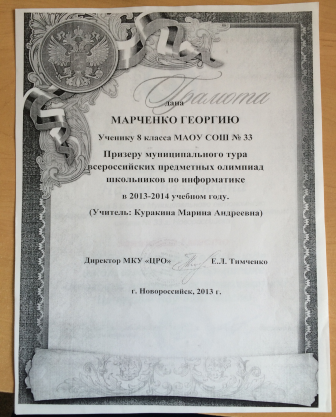 Грамота
дана
МАРЧЕНКО ГЕОРГИЮ
Ученику 8 класса МАОУ СОШ № 33
Призеру муниципального тура
всероссийских предметных олимпиад
школьников по информатике
в 2013-2014 учебном году.
(Учитель: Куракина Марина Андреевна)
Директор МКУ «ЦРО» Е.Л. Тимченко
г. Новороссийск, 2013 г.